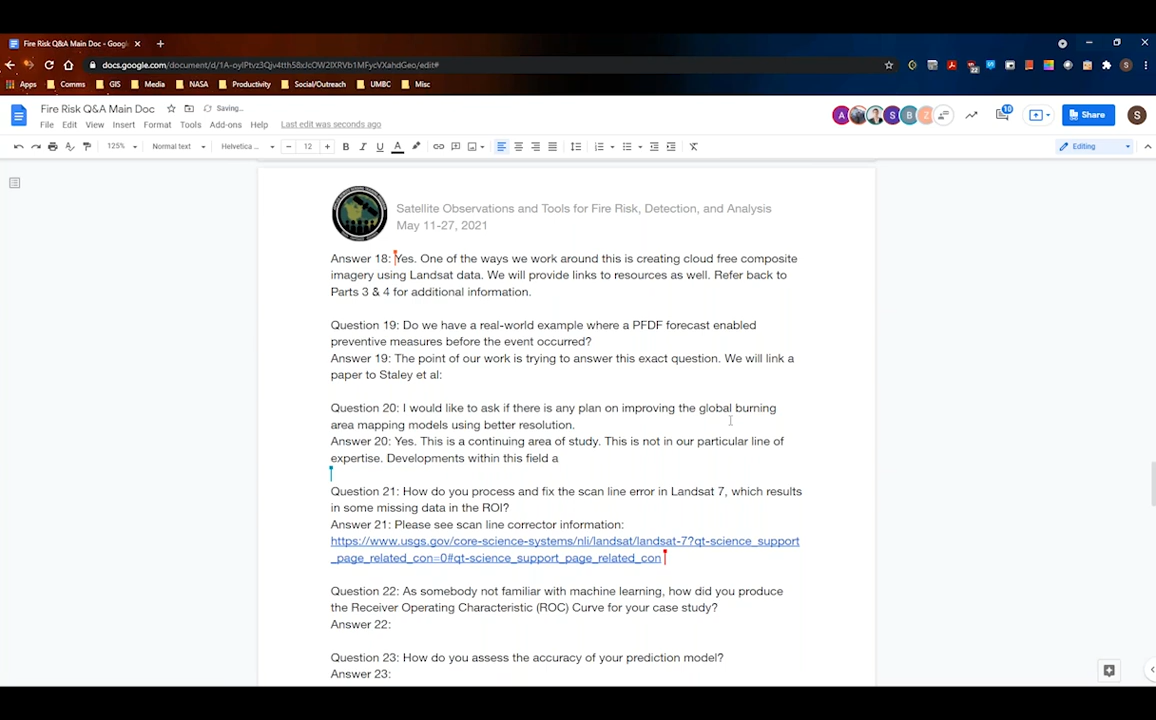 Fire Risk Q&A Main Doc - Googl
docs.google.com/document/d/1A-oylPtvz3Qjv4tth58xJcOW2lXRVb1MFycVXahdGeo/edit#
Apps Comms GIS Media NASA Productivity Social/Outreach UMBC Misc
Fire Risk Q&A Main Doc Saving...
File Edit View Insert Format Tools Add-ons Help Last edit was seconds ago
A S B Z 10 Share S
125% Normal text Helvetica ... 12 B I U A Editing
Satellite Observations and Tools for Fire Risk, Detection, and Analysis
May 11-27, 2021
Answer 18: Yes. One of the ways we work around this is creating cloud free composite
imagery using Landsat data. We will provide links to resources as well. Refer back to
Parts 3 & 4 for additional information.
Question 19: Do we have a real-world example where a PFDF forecast enabled
preventive measures before the event occurred?
Answer 19: The point of our work is trying to answer this exact question. We will link a
paper to Staley et al:
Question 20: I would like to ask if there is any plan on improving the global burning
area mapping models using better resolution.
Answer 20: Yes. This is a continuing area of study. This is not in our particular line of
expertise. Developments within this field a
Question 21: How do you process and fix the scan line error in Landsat 7, which results
in some missing data in the ROI?
Answer 21: Please see scan line corrector information:
https://www.usgs.gov/core-science-systems/nli/landsat/landsat-7?qt-science_support
_page_related_con=0#qt-science_support_page_related_con
Question 22: As somebody not familiar with machine learning, how did you produce
the Receiver Operating Characteristic (ROC) Curve for your case study?
Answer 22:
Question 23: How do you assess the accuracy of your prediction model?
Answer 23: